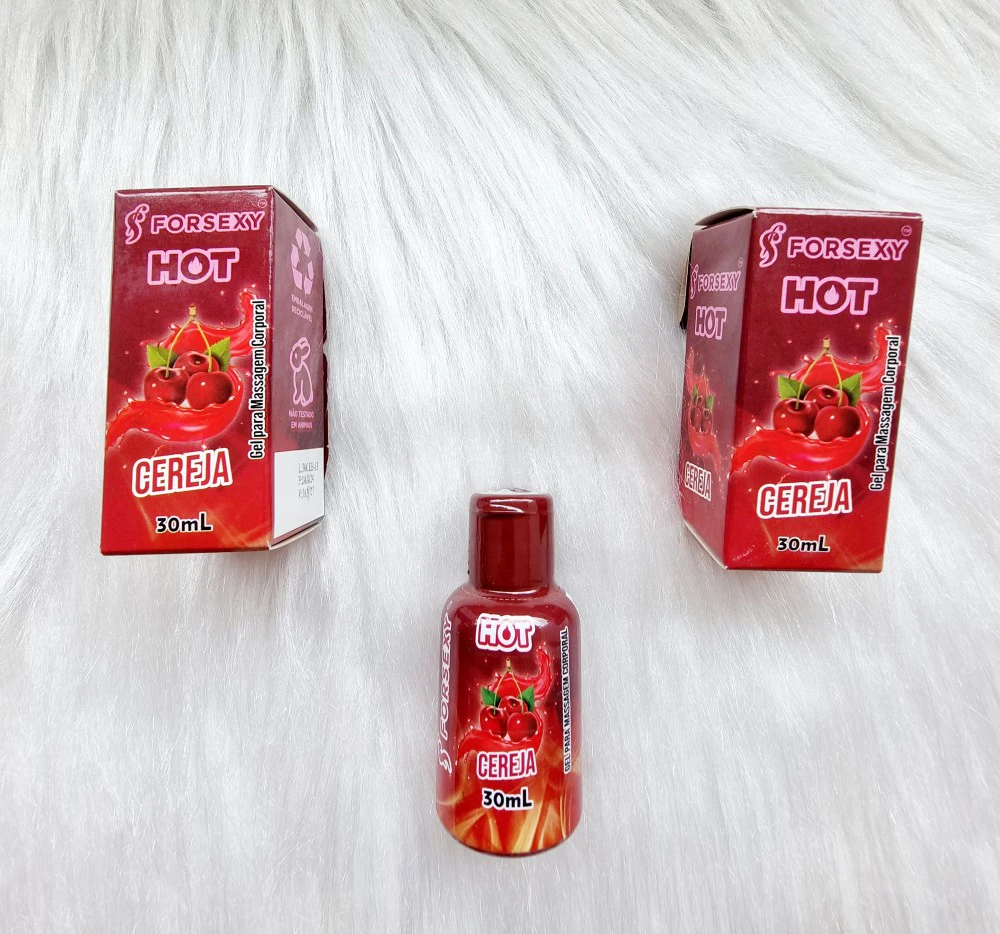 FORSEXY
HOT
Gel para Massagem Corporal
CEREJA
30mL
EMBALAGEM
RECICLÁVEL
NÃO TESTADO
EM ANIMAIS
FORSEXY
HOT
CEREJA
FORSEXY
HOT
Gel para Massagem Corporal
CEREJA
30mL
FORSEXY
HOT
GEL PARA MASSAGEM CORPORAL
CEREJA
30mL